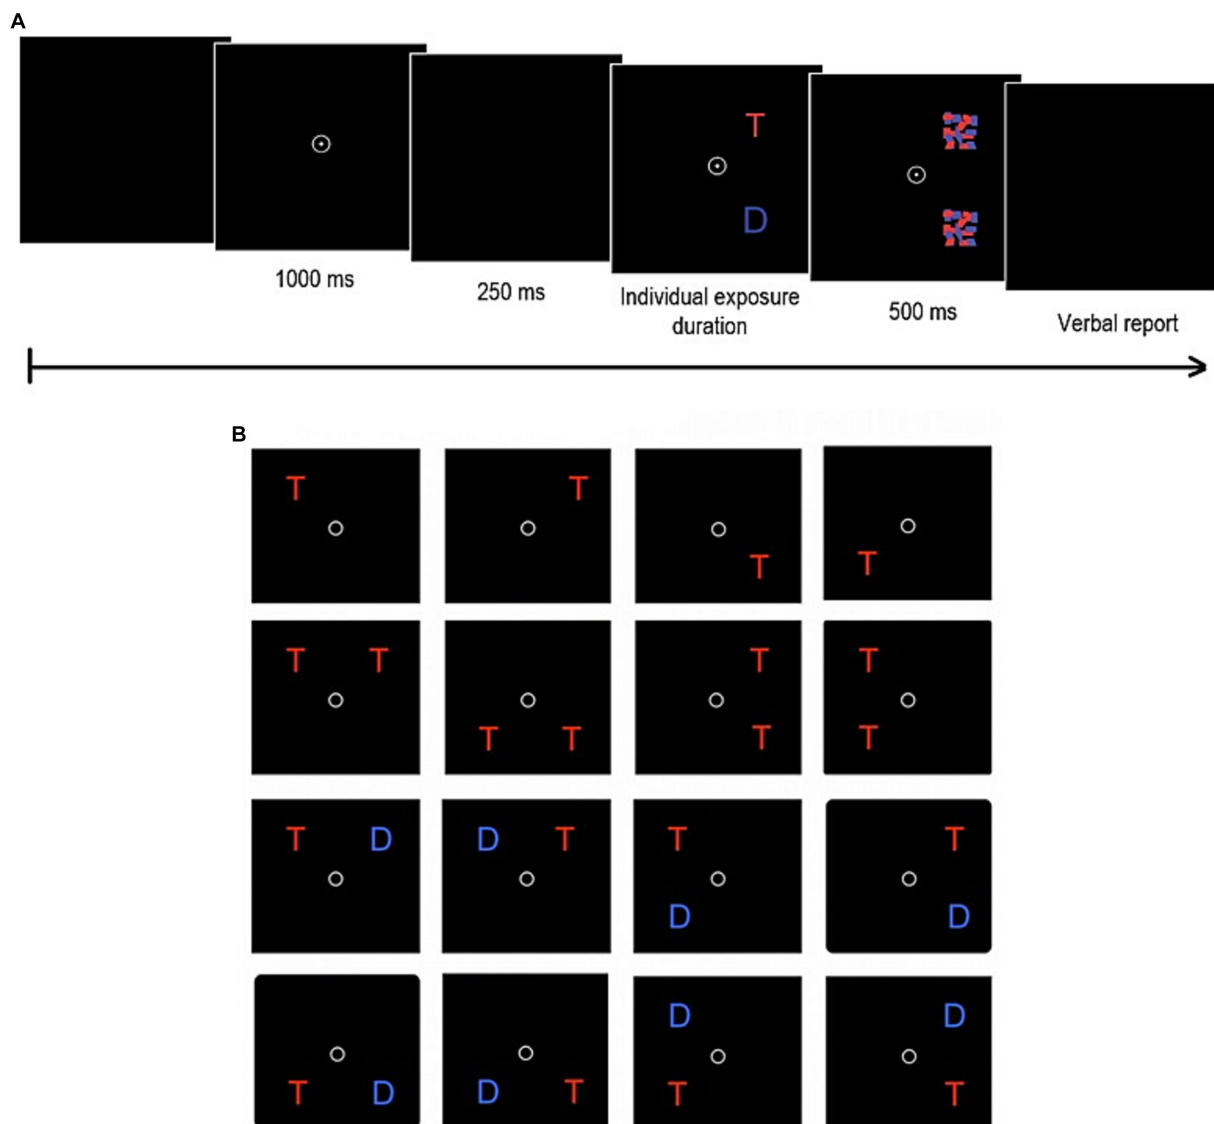 A
T
D
1000 ms
250 ms
Individual exposure
duration
500 ms
Verbal report
B
T T T T
T T T T
T T T T
T D D T T T
D D
D D
T D D T T T